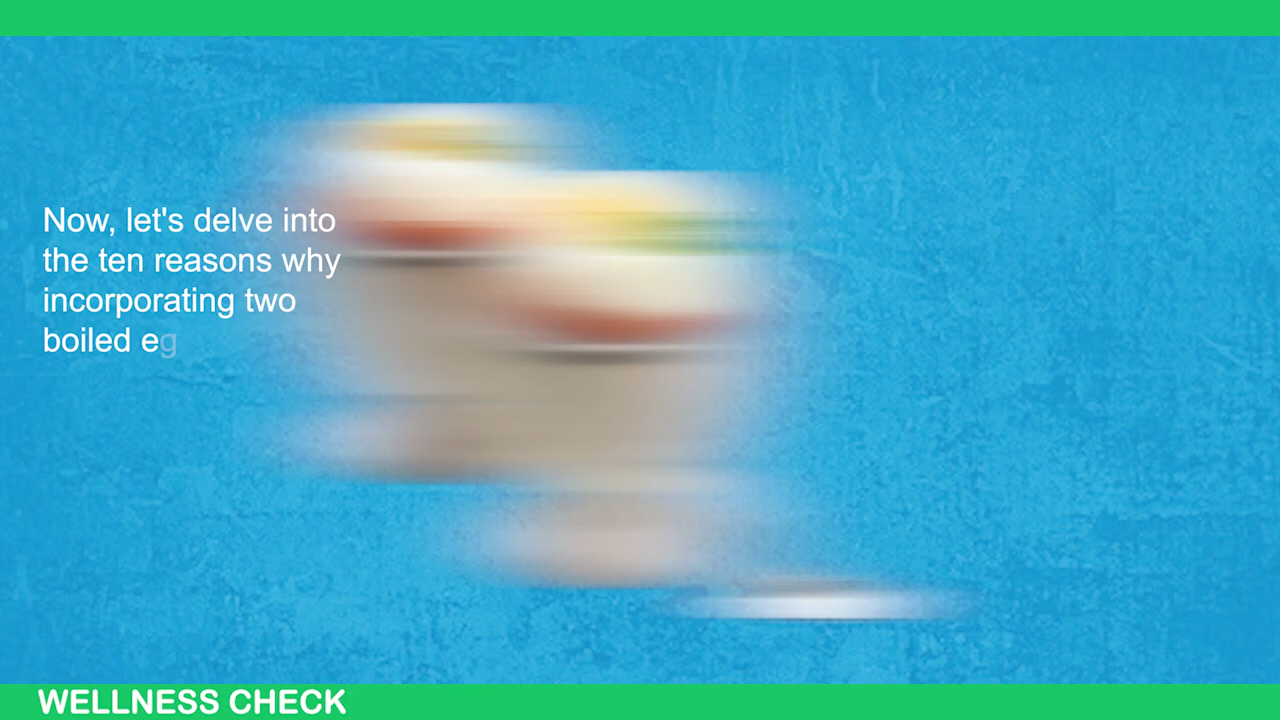 Now, let's delve into
the ten reasons why
incorporating two
boiled eg
WELLNESS CHECK